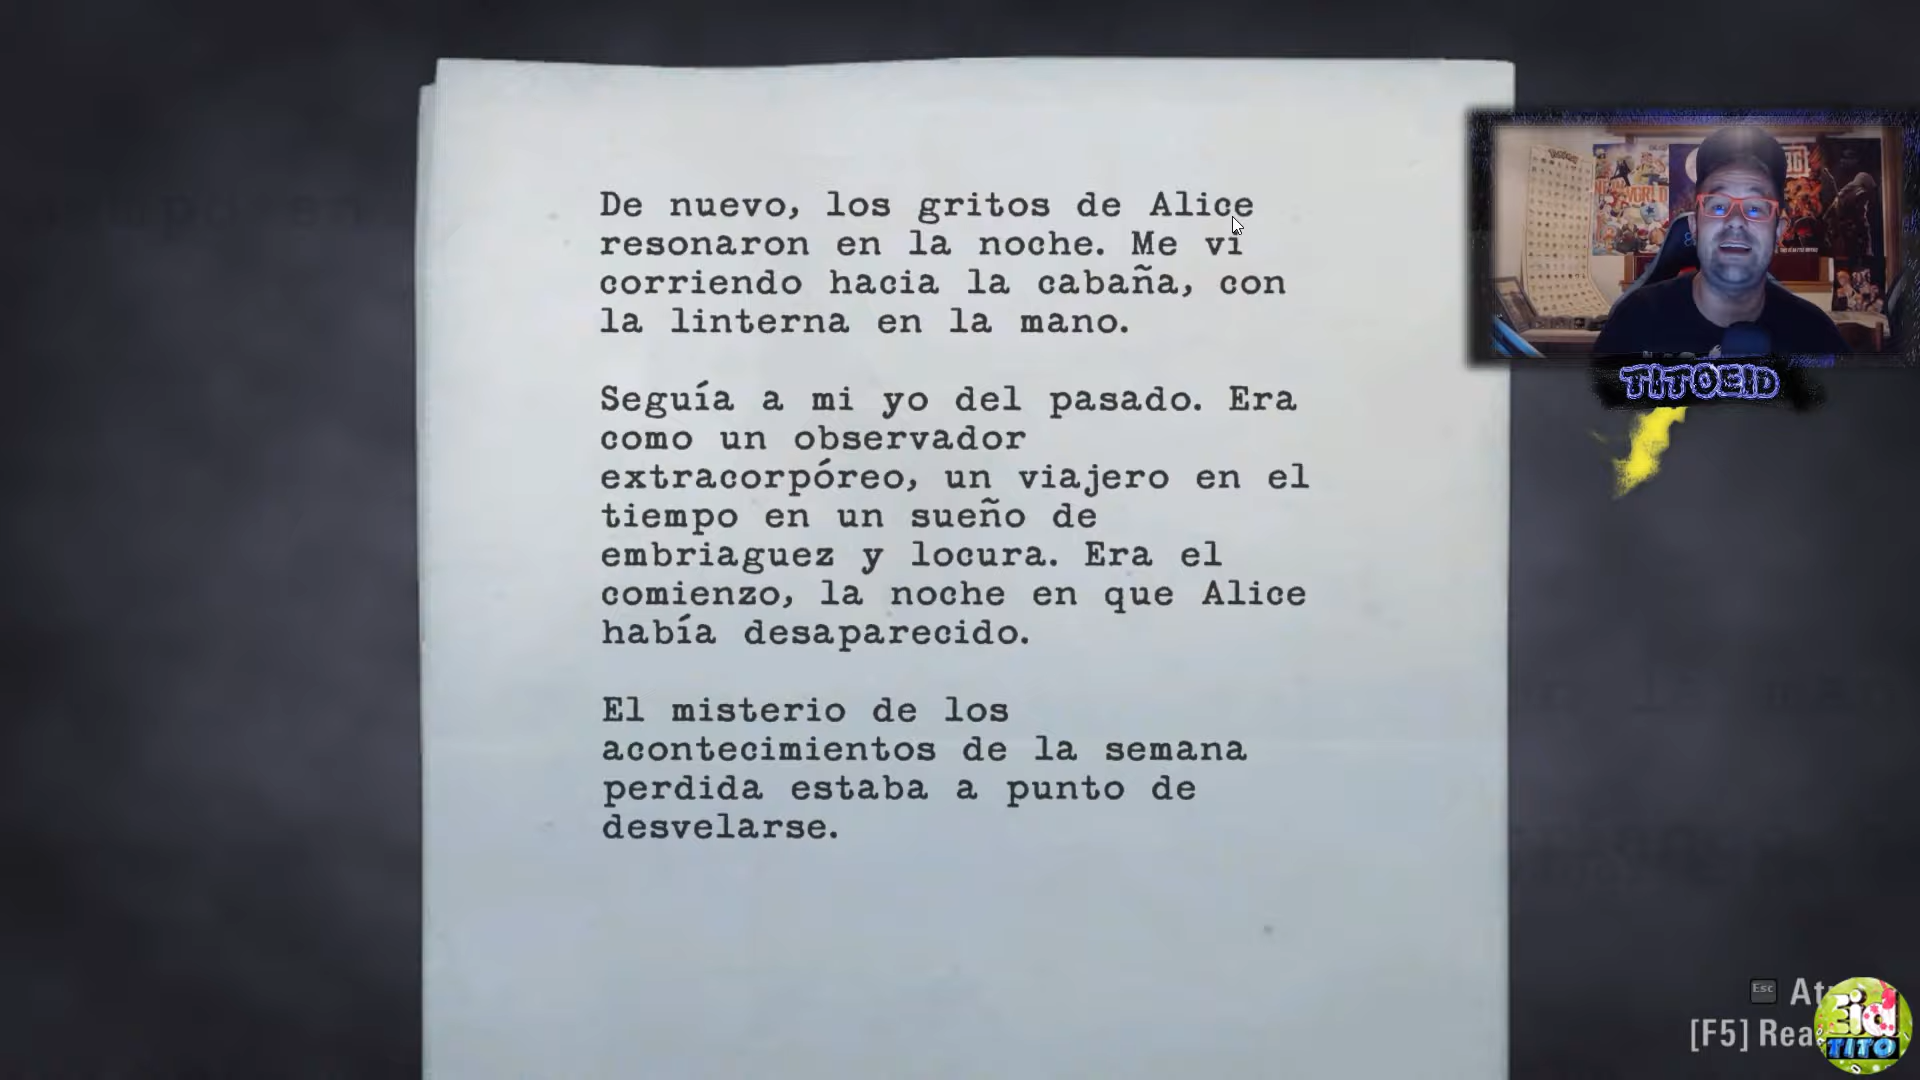 De nuevo, los gritos de Alice
resonaron en la noche. Me vi
corriendo hacia la cabaña, con
la linterna en la mano.
Seguía a mi yo del pasado. Era
como un observador
extracorpóreo, un viajero en el
tiempo en un sueño de
embriaguez y locura. Era el
comienzo, la noche en que Alice
había desaparecido.
El misterio de los
acontecimientos de la semana
perdida estaba a punto de
desvelarse.
TITOEID
Esc
[F5]
Eid
TITO